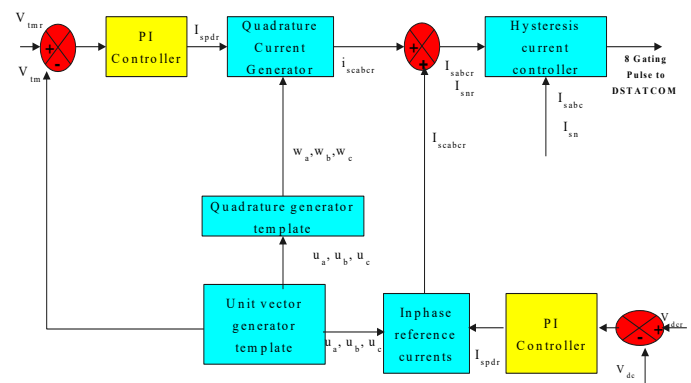 V tmr
+
-
V tm
PI
Controller
I spdr
Quadrature
Current
Generator
i scabcr
+
+
I sabcr
I snr
Hysteresis
current
controller
8 Gating
Pulse to
DSTATCOM
I sabc
I sn
I scabcr
w a , w b , w c
Quadrature generator
template
u a , u b , u c
Unit vector
generator
template
u a , u b , u c
Inphase
reference
currents
I spdr
PI
Controller
V dcr
+
-
V dc